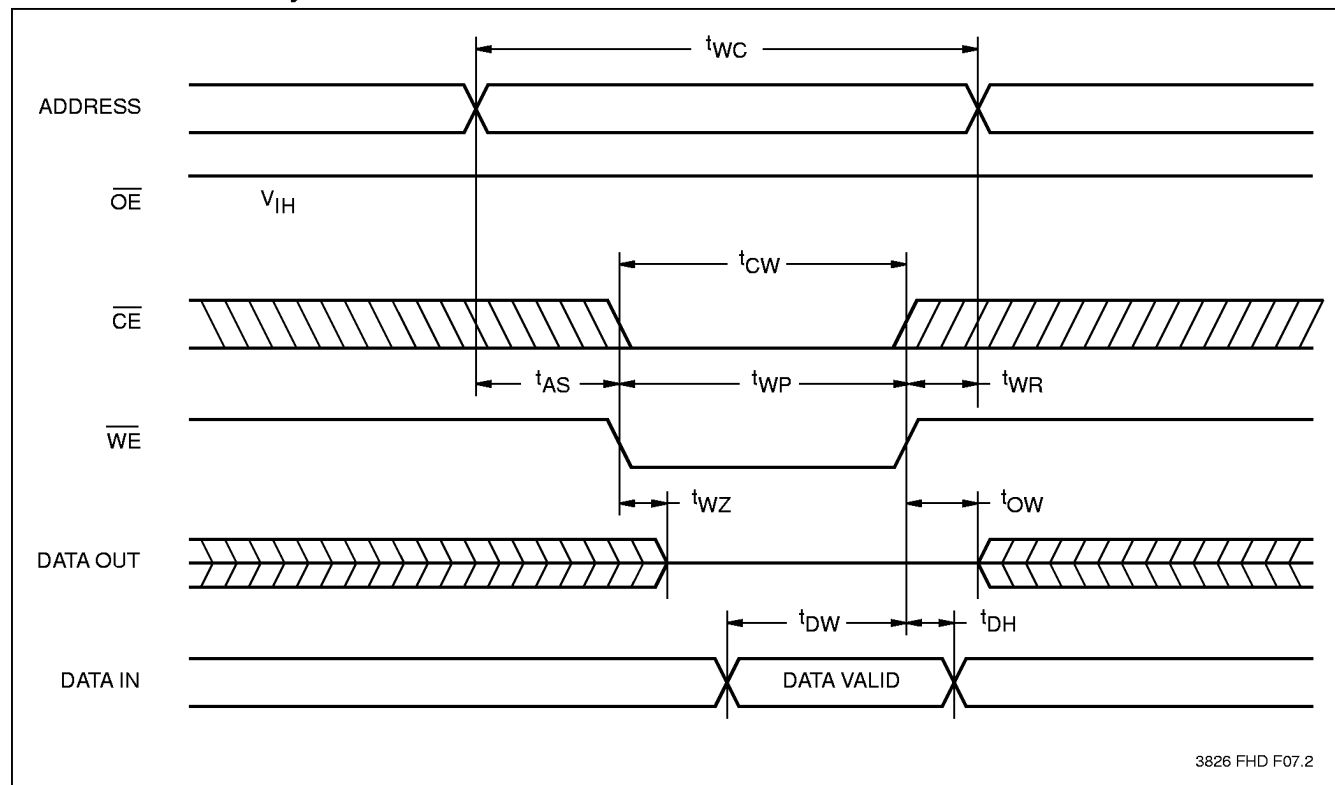 tWC
ADDRESS
OE
VIH
tCW
CE
tAS
tWP
tWR
WE
tWZ
tOW
DATA OUT
tDW
tDH
DATA IN
DATA VALID
3826 FHD F07.2